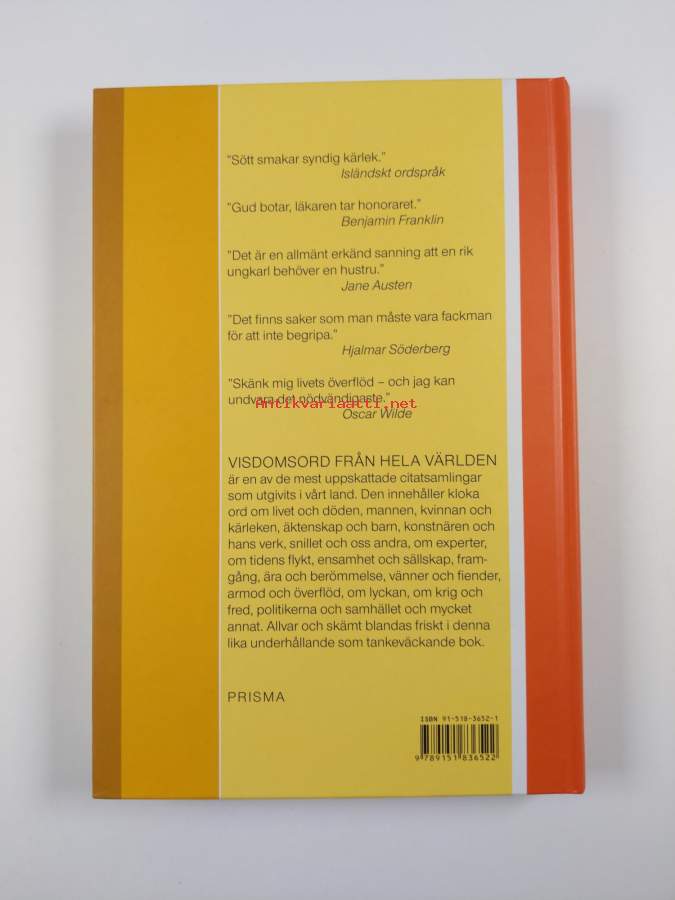 ”Sött smakar syndig kärlek.”
Isländskt ordspråk
”Gud botar, läkaren tar honoraret.”
Benjamin Franklin
”Det är en allmänt erkänd sanning att en rik
ungkarl behöver en hustru.”
Jane Austen
”Det finns saker som man måste vara fackman
för att inte begripa.”
Hjalmar Söderberg
”Skänk mig livets överflöd – och jag kan
undvara det nödvändigaste.”
Antikvariaatti.net
Oscar Wilde
VISDOMSORD FRÅN HELA VÄRLDEN
är en av de mest uppskattade citatsamlingar
som utgivits i vårt land. Den innehåller kloka
ord om livet och döden, mannen, kvinnan och
kärleken, äktenskap och barn, konstnären och
hans verk, snillet och oss andra, om experter,
om tidens flykt, ensamhet och sällskap, fram-
gång, ära och berömmelse, vänner och fiender,
armod och överflöd, om lyckan, om krig och
fred, politikerna och samhället och mycket
annat. Allvar och skämt blandas friskt i denna
lika underhållande som tankeväckande bok.
PRISMA
ISBN 91-518-3652-1
9 789151 836522